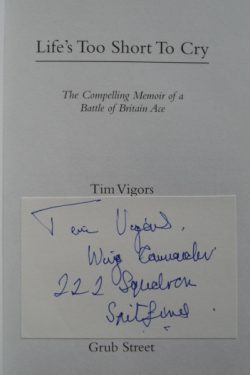 Life's Too Short To Cry
The Compelling Memoir of a
Battle of Britain Ace
Tim Vigors
Tim Vigors.
Wing Commander
222 Squadron
Spitfires.
Grub Street